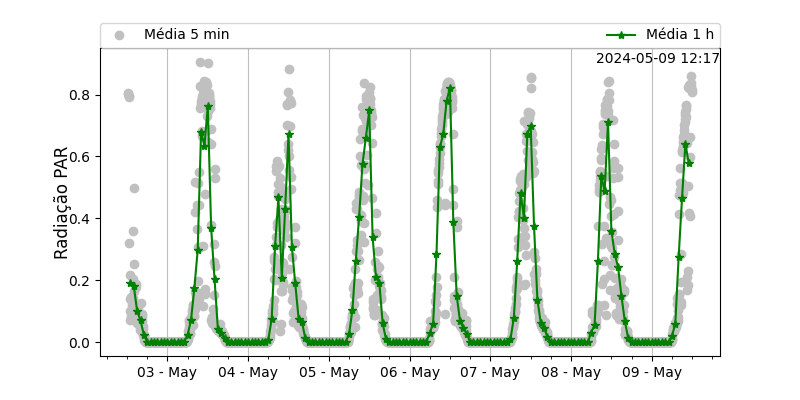 Média 5 min
Média 1 h
2024-05-09 12:17
Radiação PAR
0.8
0.6
0.4
0.2
0.0
03 - May
04 - May
05 - May
06 - May
07 - May
08 - May
09 - May